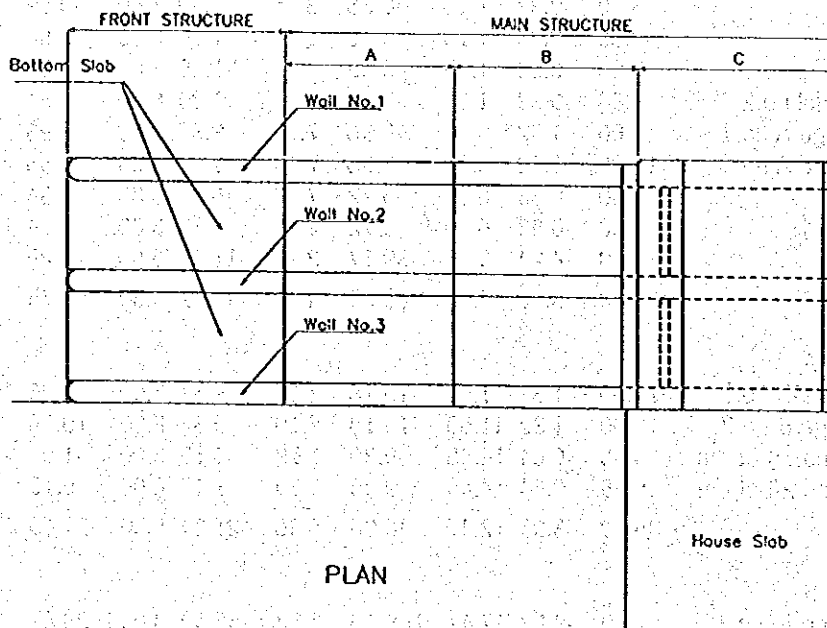 FRONT STRUCTURE
MAIN STRUCTURE
A
B
C
Bottom Slab
Wall No.1
Wall No.2
Wall No.3
House Slab
PLAN